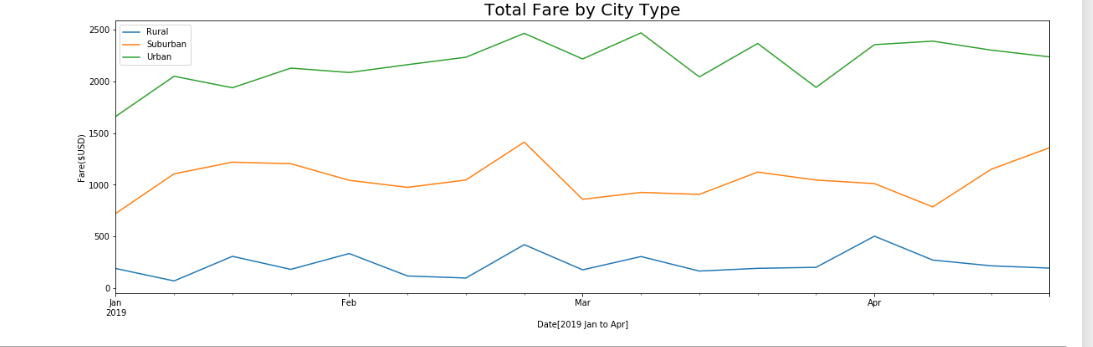 Total Fare by City Type
Rural
Suburban
Urban
2500
2000
1500
1000
500
0
Fare($USD)
Jan
2019
Feb
Mar
Apr
Date[2019 Jan to Apr]